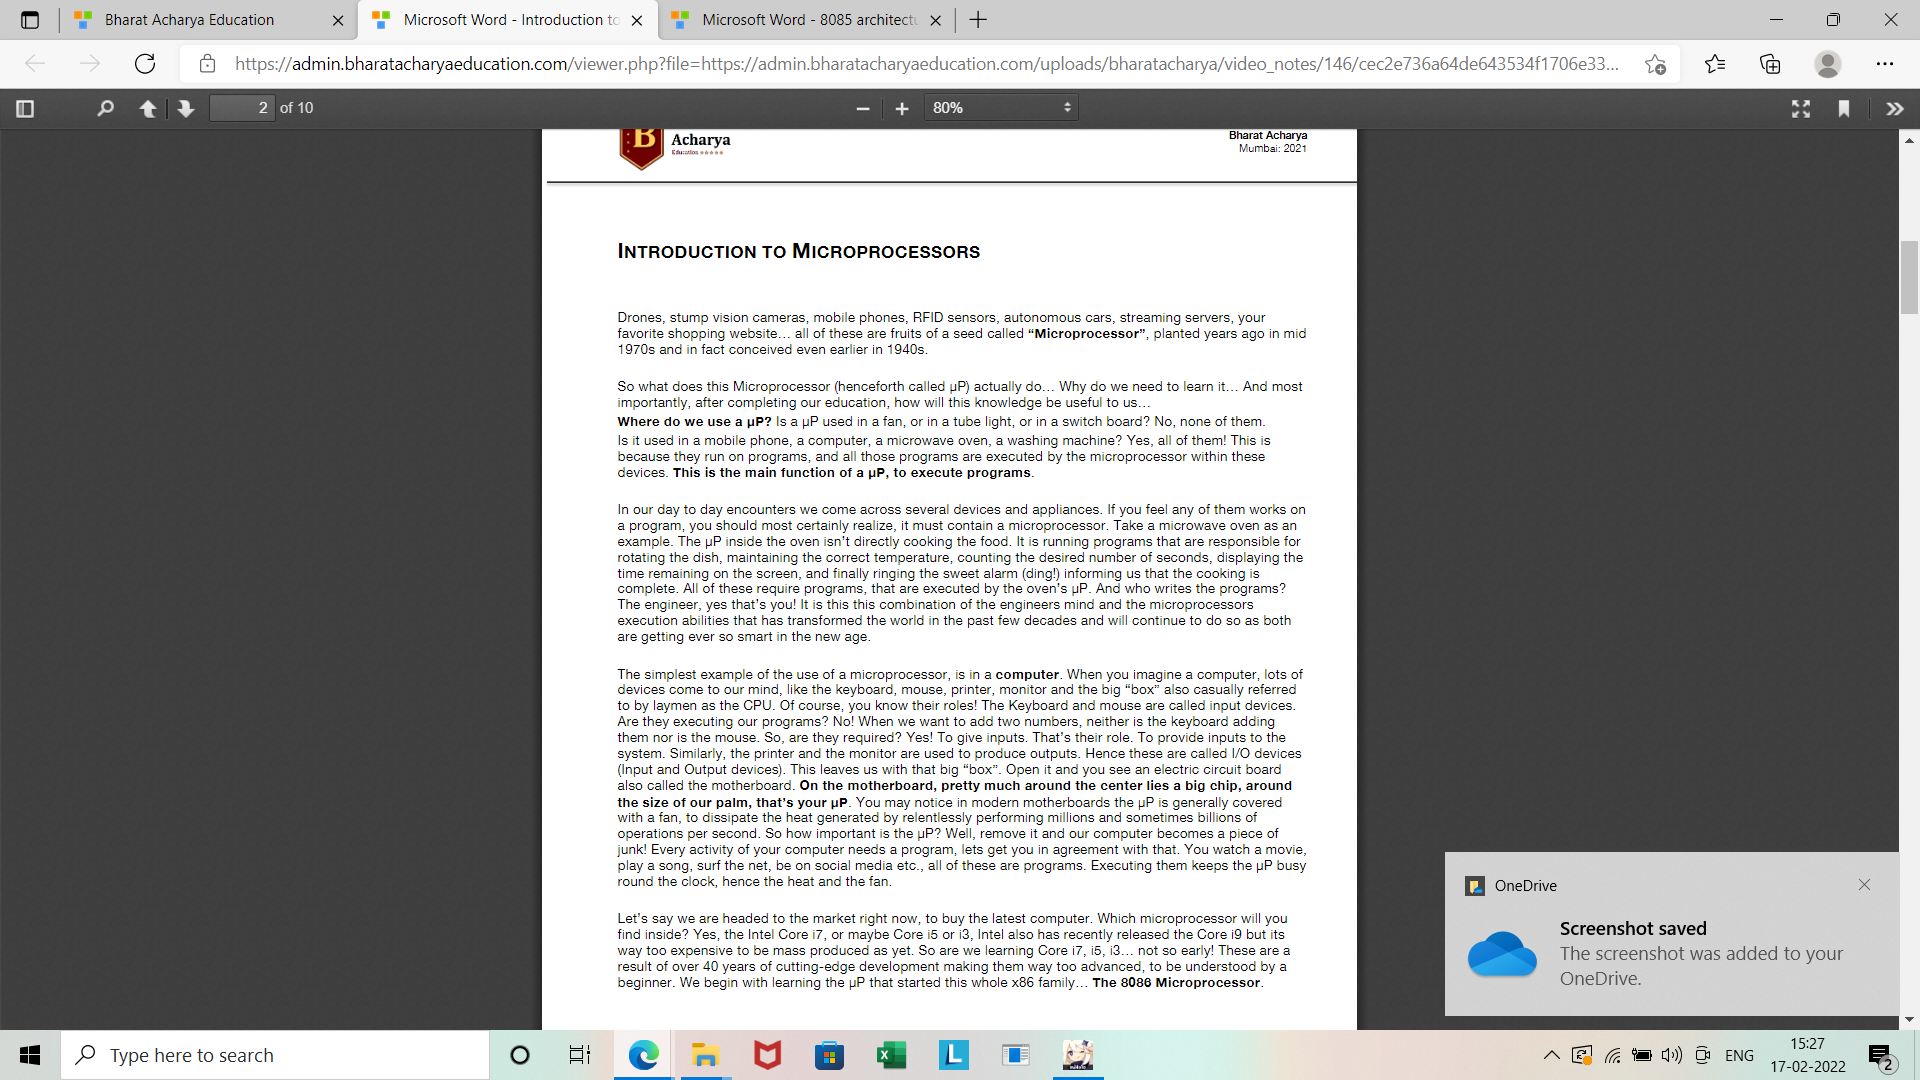 Bharat Acharya Education
Microsoft Word - Introduction to
Microsoft Word - 8085 architectu
https://admin.bharatacharyaeducation.com/viewer.php?file=https://admin.bharatacharyaeducation.com/uploads/bharatacharya/video_notes/146/cec2e736a64de643534f1706e33...
2 of 10
80%
B
Acharya
Education
Bharat Acharya
Mumbai: 2021
INTRODUCTION TO MICROPROCESSORS
Drones, stump vision cameras, mobile phones, RFID sensors, autonomous cars, streaming servers, your
favorite shopping website... all of these are fruits of a seed called “Microprocessor”, planted years ago in mid
1970s and in fact conceived even earlier in 1940s.
So what does this Microprocessor (henceforth called µP) actually do... Why do we need to learn it... And most
importantly, after completing our education, how will this knowledge be useful to us...
Where do we use a µP? Is a µP used in a fan, or in a tube light, or in a switch board? No, none of them.
Is it used in a mobile phone, a computer, a microwave oven, a washing machine? Yes, all of them! This is
because they run on programs, and all those programs are executed by the microprocessor within these
devices. This is the main function of a µP, to execute programs.
In our day to day encounters we come across several devices and appliances. If you feel any of them works on
a program, you should most certainly realize, it must contain a microprocessor. Take a microwave oven as an
example. The µP inside the oven isn’t directly cooking the food. It is running programs that are responsible for
rotating the dish, maintaining the correct temperature, counting the desired number of seconds, displaying the
time remaining on the screen, and finally ringing the sweet alarm (ding!) informing us that the cooking is
complete. All of these require programs, that are executed by the oven’s µP. And who writes the programs?
The engineer, yes that’s you! It is this this combination of the engineers mind and the microprocessors
execution abilities that has transformed the world in the past few decades and will continue to do so as both
are getting ever so smart in the new age.
The simplest example of the use of a microprocessor, is in a computer. When you imagine a computer, lots of
devices come to our mind, like the keyboard, mouse, printer, monitor and the big “box” also casually referred
to by laymen as the CPU. Of course, you know their roles! The Keyboard and mouse are called input devices.
Are they executing our programs? No! When we want to add two numbers, neither is the keyboard adding
them nor is the mouse. So, are they required? Yes! To give inputs. That’s their role. To provide inputs to the
system. Similarly, the printer and the monitor are used to produce outputs. Hence these are called I/O devices
(Input and Output devices). This leaves us with that big “box”. Open it and you see an electric circuit board
also called the motherboard. On the motherboard, pretty much around the center lies a big chip, around
the size of our palm, that’s your µP. You may notice in modern motherboards the µP is generally covered
with a fan, to dissipate the heat generated by relentlessly performing millions and sometimes billions of
operations per second. So how important is the µP? Well, remove it and our computer becomes a piece of
junk! Every activity of your computer needs a program, lets get you in agreement with that. You watch a movie,
play a song, surf the net, be on social media etc., all of these are programs. Executing them keeps the µP busy
round the clock, hence the heat and the fan.
Let’s say we are headed to the market right now, to buy the latest computer. Which microprocessor will you
find inside? Yes, the Intel Core i7, or maybe Core i5 or i3, Intel also has recently released the Core i9 but its
way too expensive to be mass produced as yet. So are we learning Core i7, i5, i3... not so early! These are a
result of over 40 years of cutting-edge development making them way too advanced, to be understood by a
beginner. We begin with learning the µP that started this whole x86 family... The 8086 Microprocessor.
OneDrive
Screenshot saved
The screenshot was added to your
OneDrive.
Type here to search
ENG
15:27
17-02-2022
2